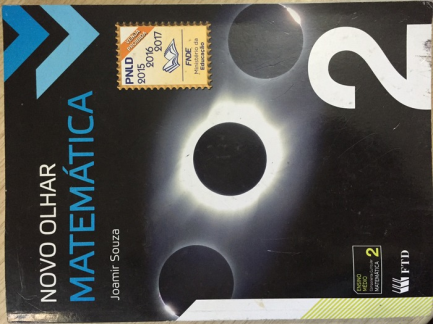 NOVO OLHAR
MATEMÁTICA
Joamir Souza
2
PNLD
2015
2016
2017
FNDE
Ministério da
Educação
ENSINO
MÉDIO
2
MATEMÁTICA
FTD